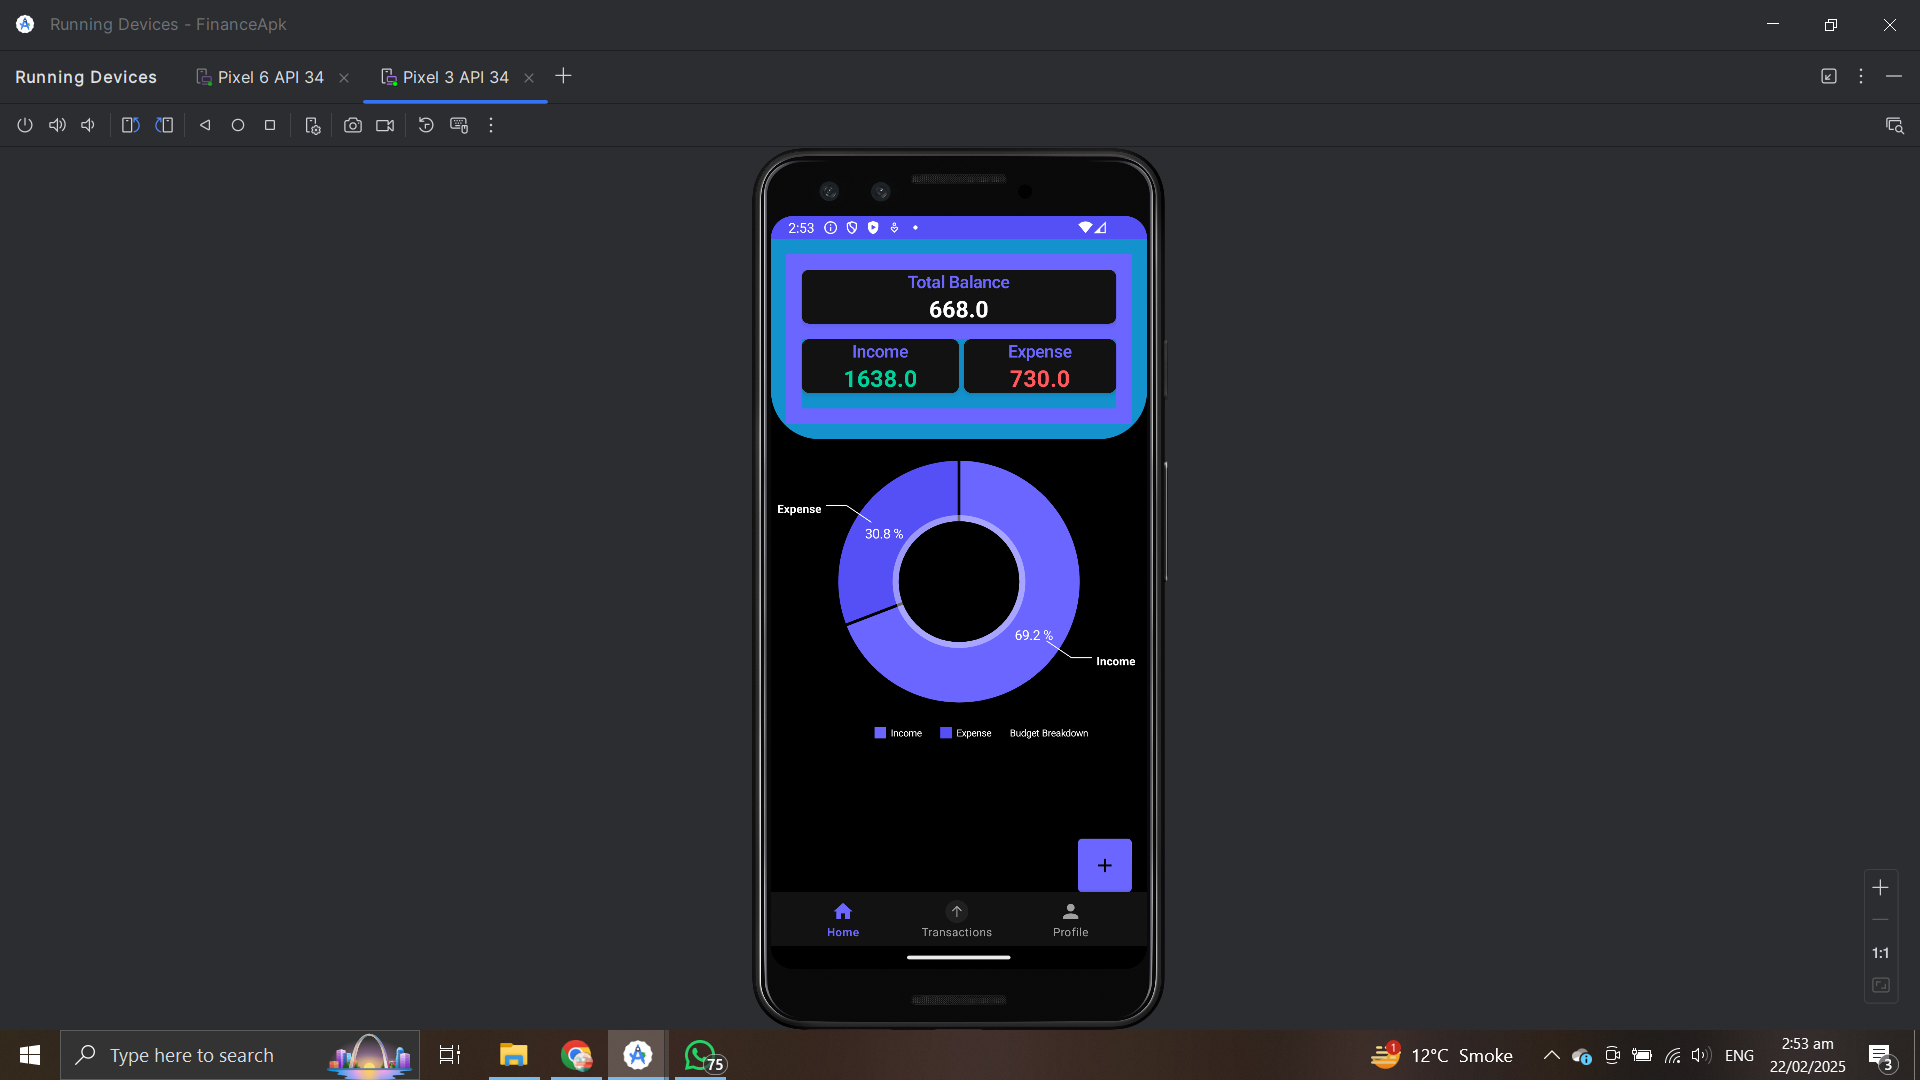 Running Devices - FinanceApk
Running Devices
Pixel 6 API 34
Pixel 3 API 34
2:53
Total Balance
668.0
Income
1638.0
Expense
730.0
Expense
30.8 %
69.2 %
Income
Income
Expense
Budget Breakdown
+
Home
Transactions
Profile
1:1
Type here to search
75
1
12°C Smoke
ENG
2:53 am
22/02/2025
3